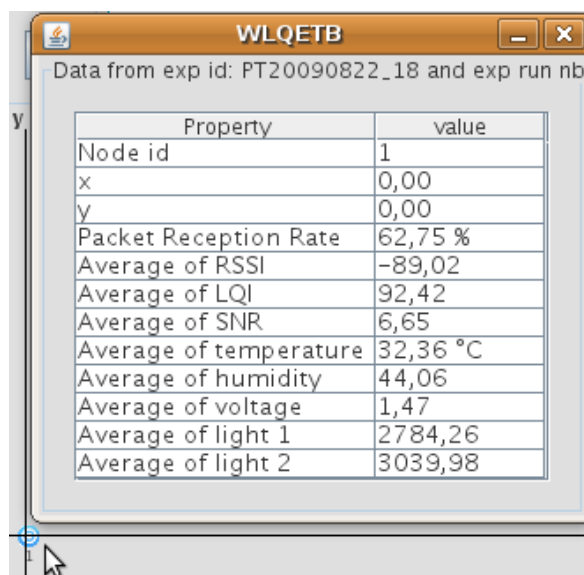 WLQETB
Data from exp id: PT20090822_18 and exp run nb
y
Property value
Node id 1
x 0,00
y 0,00
Packet Reception Rate 62,75 %
Average of RSSI −89,02
Average of LQI 92,42
Average of SNR 6,65
Average of temperature 32,36 °C
Average of humidity 44,06
Average of voltage 1,47
Average of light 1 2784,26
Average of light 2 3039,98
1